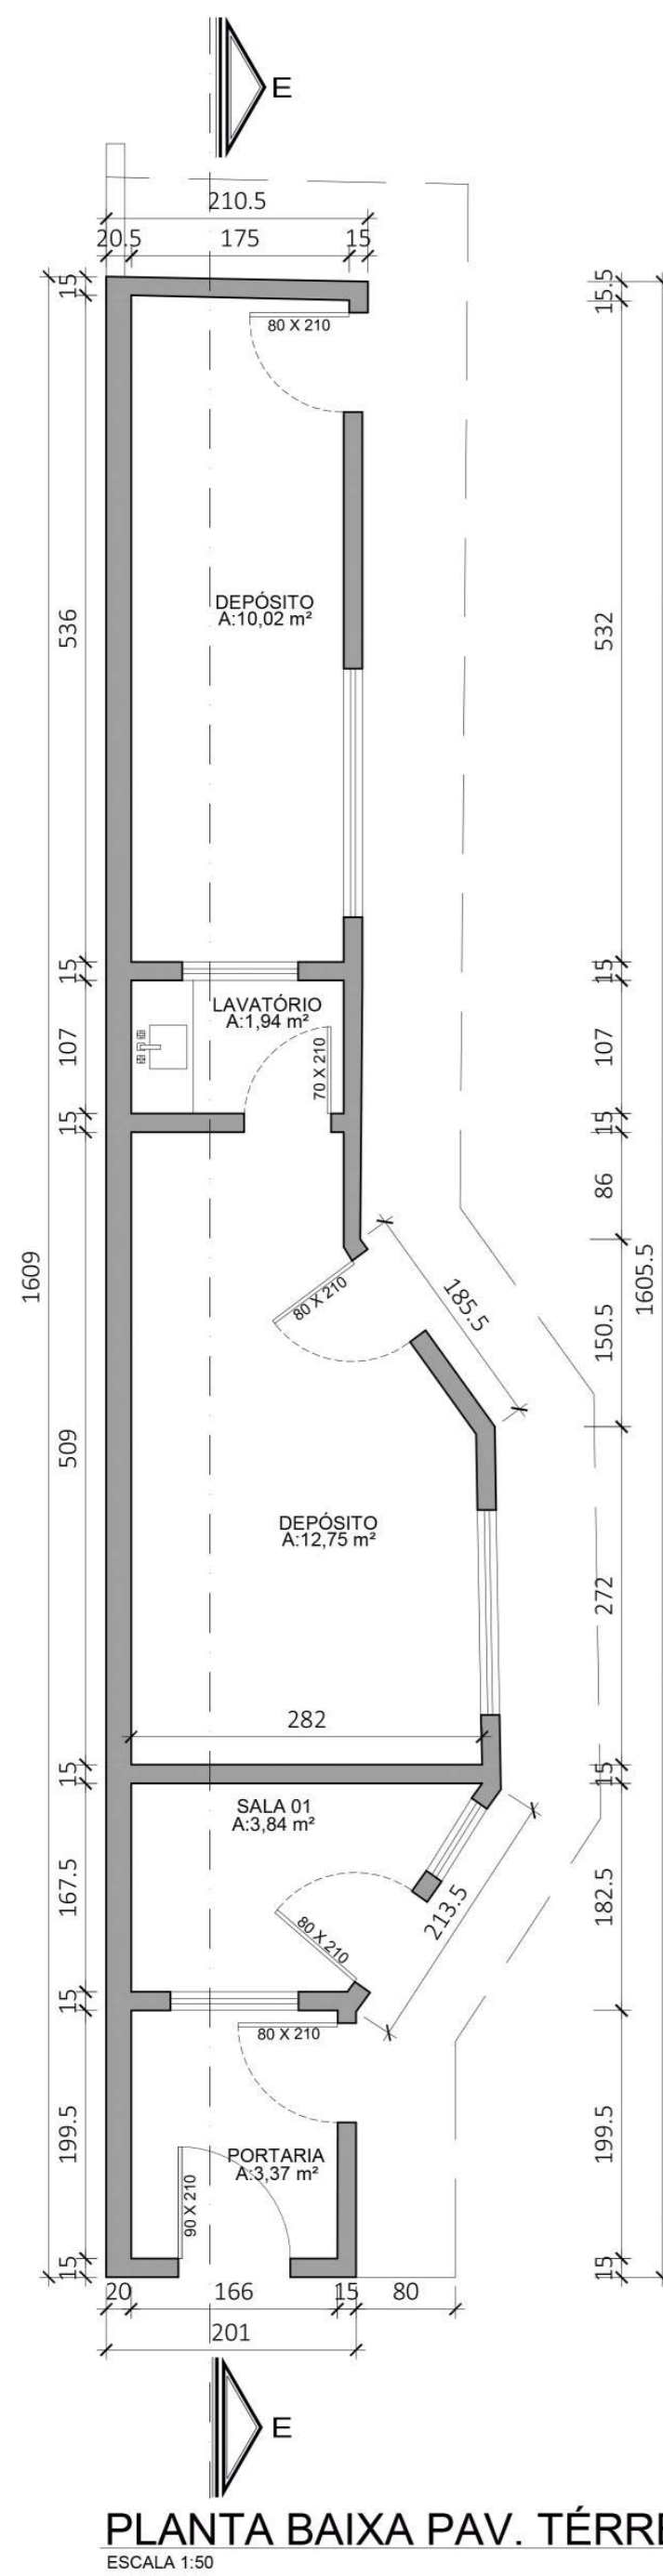 E
210.5
20.5 175 15
15
15.5
80 X 210
DEPÓSITO
A:10,02 m²
536
532
15
15
LAVATÓRIO
A:1,94 m²
107
70 X 210
107
15
15
86
1609
1605.5
80 X 210
185.5
150.5
509
DEPÓSITO
A:12,75 m²
272
282
15
15
SALA 01
A:3,84 m²
167.5
80 X 210
213.5
182.5
15
80 X 210
199.5
199.5
PORTARIA
A:3,37 m²
90 X 210
15
15
20 166 15 80
201
E
PLANTA BAIXA PAV. TÉRRE
ESCALA 1:50